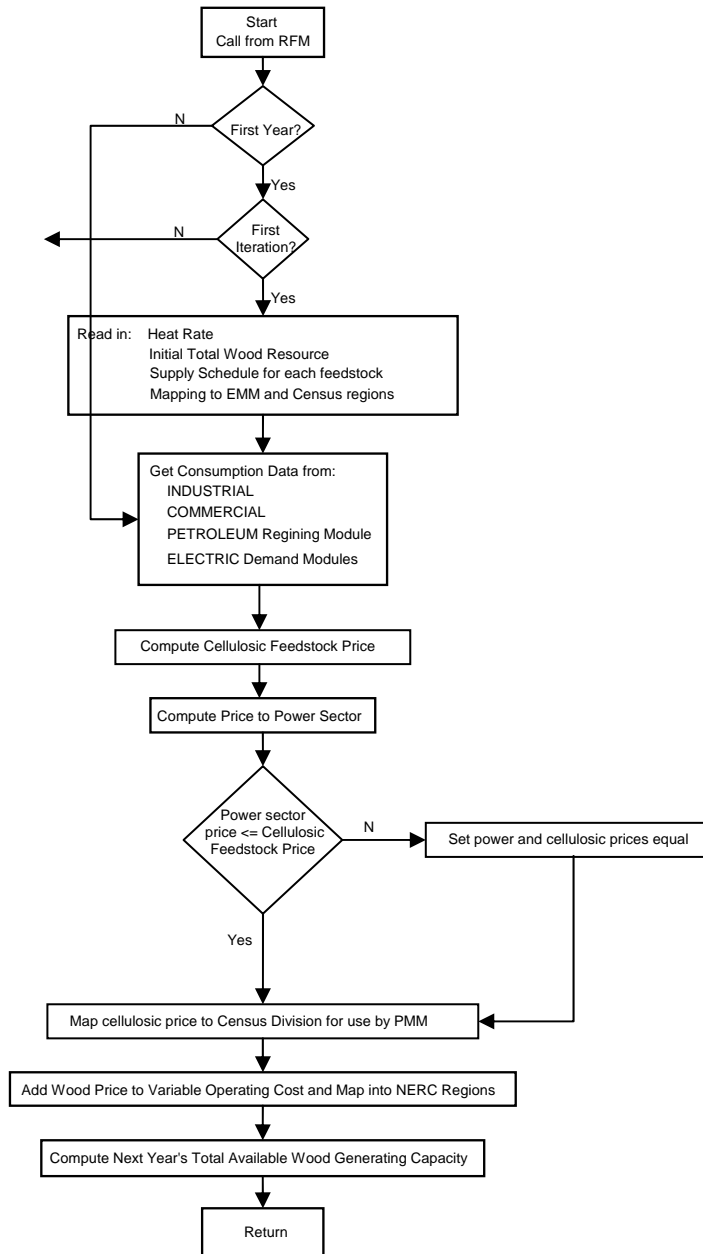 Start
Call from RFM
N
First Year?
Yes
N
First
Iteration?
Yes
Read in: Heat Rate
Initial Total Wood Resource
Supply Schedule for each feedstock
Mapping to EMM and Census regions
Get Consumption Data from:
INDUSTRIAL
COMMERCIAL
PETROLEUM Regining Module
ELECTRIC Demand Modules
Compute Cellulosic Feedstock Price
Compute Price to Power Sector
Power sector
price <= Cellulosic
Feedstock Price
N
Set power and cellulosic prices equal
Yes
Map cellulosic price to Census Division for use by PMM
Add Wood Price to Variable Operating Cost and Map into NERC Regions
Compute Next Year's Total Available Wood Generating Capacity
Return